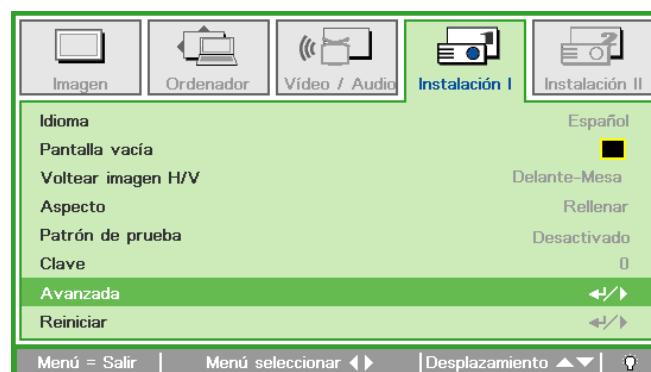 Imagen Ordenador Vídeo / Audio Instalación I Instalación II
Idioma Español
Pantalla vacía
Voltear imagen H/V Delante-Mesa
Aspecto Rellenar
Patrón de prueba Desactivado
Clave 0
Avanzada
Reiniciar
Menú = Salir Menú seleccionar Desplazamiento